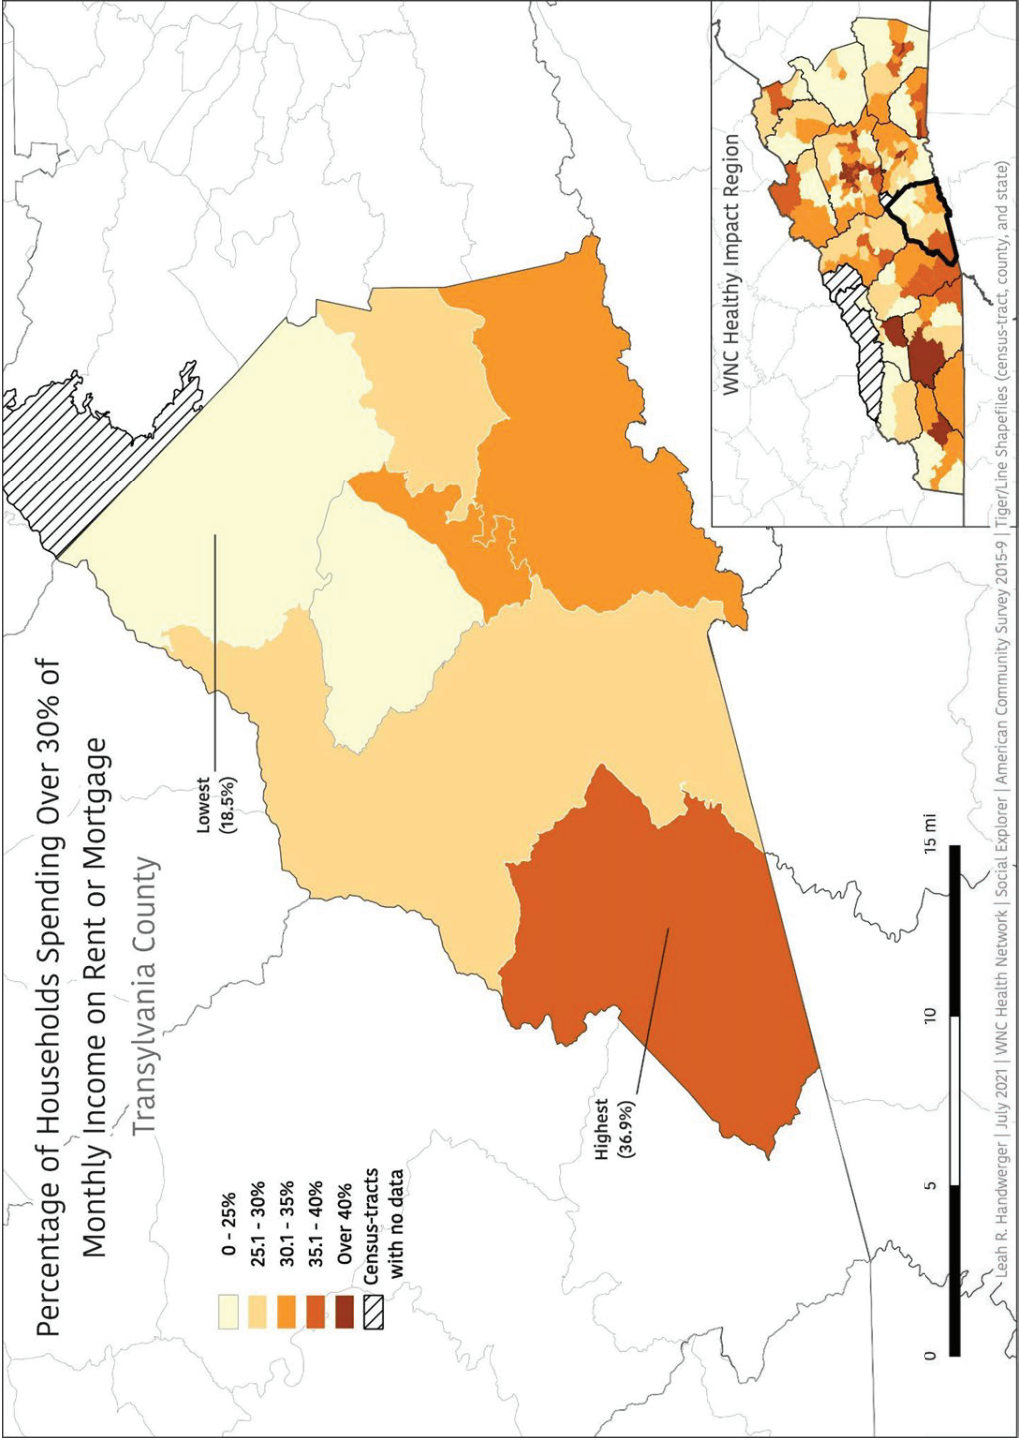 Percentage of Households Spending Over 30% of
Monthly Income on Rent or Mortgage
Transylvania County
Lowest
(18.5%)
Highest
(36.9%)
0 - 25%
25.1 - 30%
30.1 - 35%
35.1 - 40%
Over 40%
Census-tracts
with no data
WNC Healthy Impact Region
0 5 10 15 mi
Leah R. Handwerger | July 2021 | WNC Health Network | Social Explorer | American Community Survey 2015-9 | Tiger/Line Shapefiles (census-tract, county, and state)